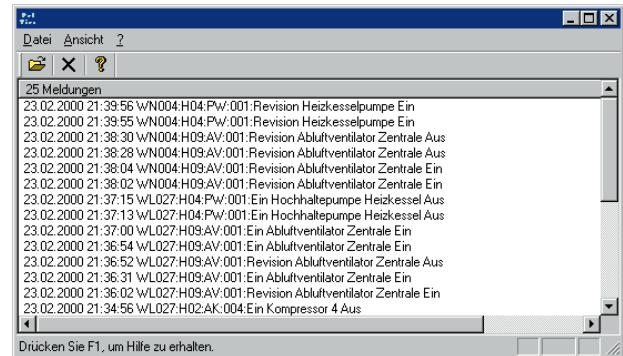 Datei Ansicht ?
25 Meldungen
23.02.2000 21:39:56 WN004:H04:PW:001:Revision Heizkesselpumpe Ein
23.02.2000 21:39:55 WN004:H04:PW:001:Revision Heizkesselpumpe Ein
23.02.2000 21:38:30 WN004:H09:AV:001:Revision Abluftventilator Zentrale Aus
23.02.2000 21:38:28 WN004:H09:AV:001:Revision Abluftventilator Zentrale Aus
23.02.2000 21:38:04 WN004:H09:AV:001:Revision Abluftventilator Zentrale Ein
23.02.2000 21:38:02 WN004:H09:AV:001:Revision Abluftventilator Zentrale Ein
23.02.2000 21:37:15 WL027:H04:PW:001:Ein Hochhaltepumpe Heizkessel Aus
23.02.2000 21:37:13 WL027:H04:PW:001:Ein Hochhaltepumpe Heizkessel Aus
23.02.2000 21:37:00 WL027:H09:AV:001:Ein Abluftventilator Zentrale Ein
23.02.2000 21:36:54 WL027:H09:AV:001:Ein Abluftventilator Zentrale Ein
23.02.2000 21:36:52 WL027:H09:AV:001:Revision Abluftventilator Zentrale Aus
23.02.2000 21:36:31 WL027:H09:AV:001:Ein Abluftventilator Zentrale Ein
23.02.2000 21:36:02 WL027:H09:AV:001:Revision Abluftventilator Zentrale Ein
23.02.2000 21:34:56 WL027:H02:AK:004:Ein Kompressor 4 Aus
Drücken Sie F1, um Hilfe zu erhalten.